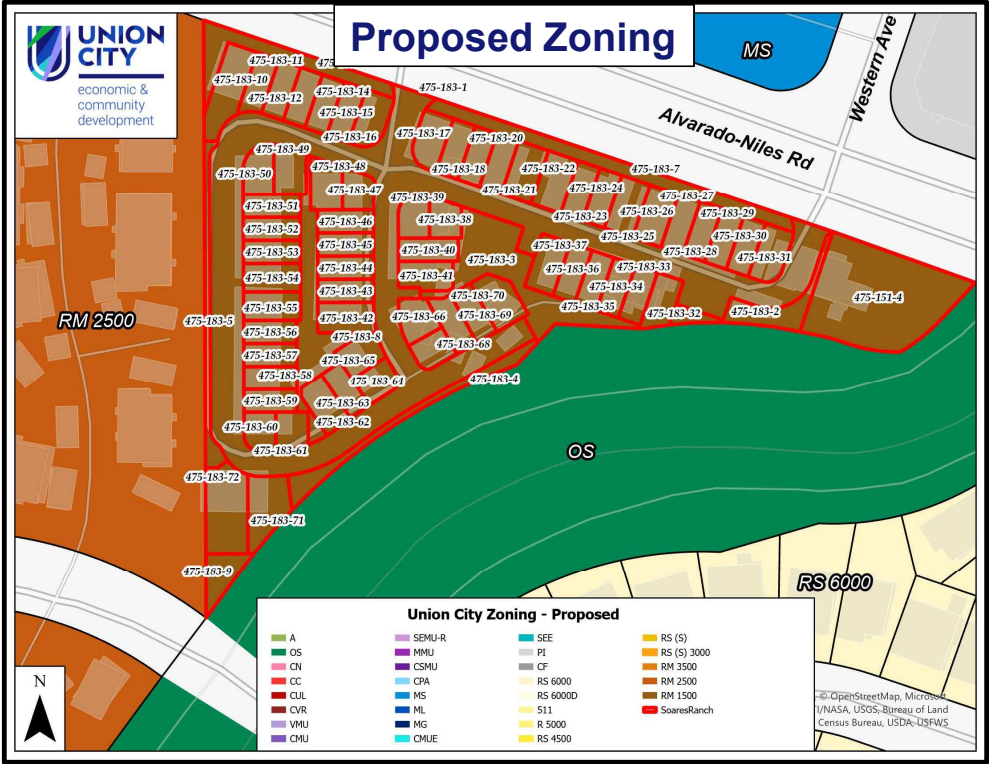 UNION
CITY
economic &
community
development
Proposed Zoning
MS
Western Ave
Alvarado-Niles Rd
475-183-11
475-183-10
475-183-12
475-183-14
475-183-15
475-183-16
475-183-1
475-183-17
475-183-20
475-183-18
475-183-22
475-183-7
475-183-21
475-183-24
475-183-27
475-183-23
475-183-26
475-183-29
475-183-25
475-183-30
475-183-28
475-183-31
475-183-49
475-183-50
475-183-48
475-183-47
475-183-39
475-183-38
475-183-51
475-183-52
475-183-46
475-183-53
475-183-45
475-183-40
475-183-37
475-183-3
475-183-54
475-183-44
475-183-41
475-183-36
475-183-33
475-183-43
475-183-70
475-183-34
475-151-4
475-183-55
475-183-42
475-183-66
475-183-69
475-183-35
475-183-32
475-183-2
RM 2500
475-183-5
475-183-56
475-183-8
475-183-68
475-183-57
475-183-65
475-183-58
475-183-64
475-183-4
475-183-59
475-183-63
475-183-60
475-183-62
475-183-61
OS
475-183-72
475-183-71
475-183-9
RS 6000
Union City Zoning - Proposed
A
OS
CN
CC
CUL
CVR
VMU
CMU
SEMU-R
MMU
CSMU
CPA
MS
ML
MG
CMUE
SEE
PI
CF
RS 6000
RS 6000D
511
R 5000
RS 4500
RS (S)
RS (S) 3000
RM 3500
RM 2500
RM 1500
SoaresRanch
N
© OpenStreetMap, Microsoft
I/NASA, USGS, Bureau of Land
Census Bureau, USDA, USFWS